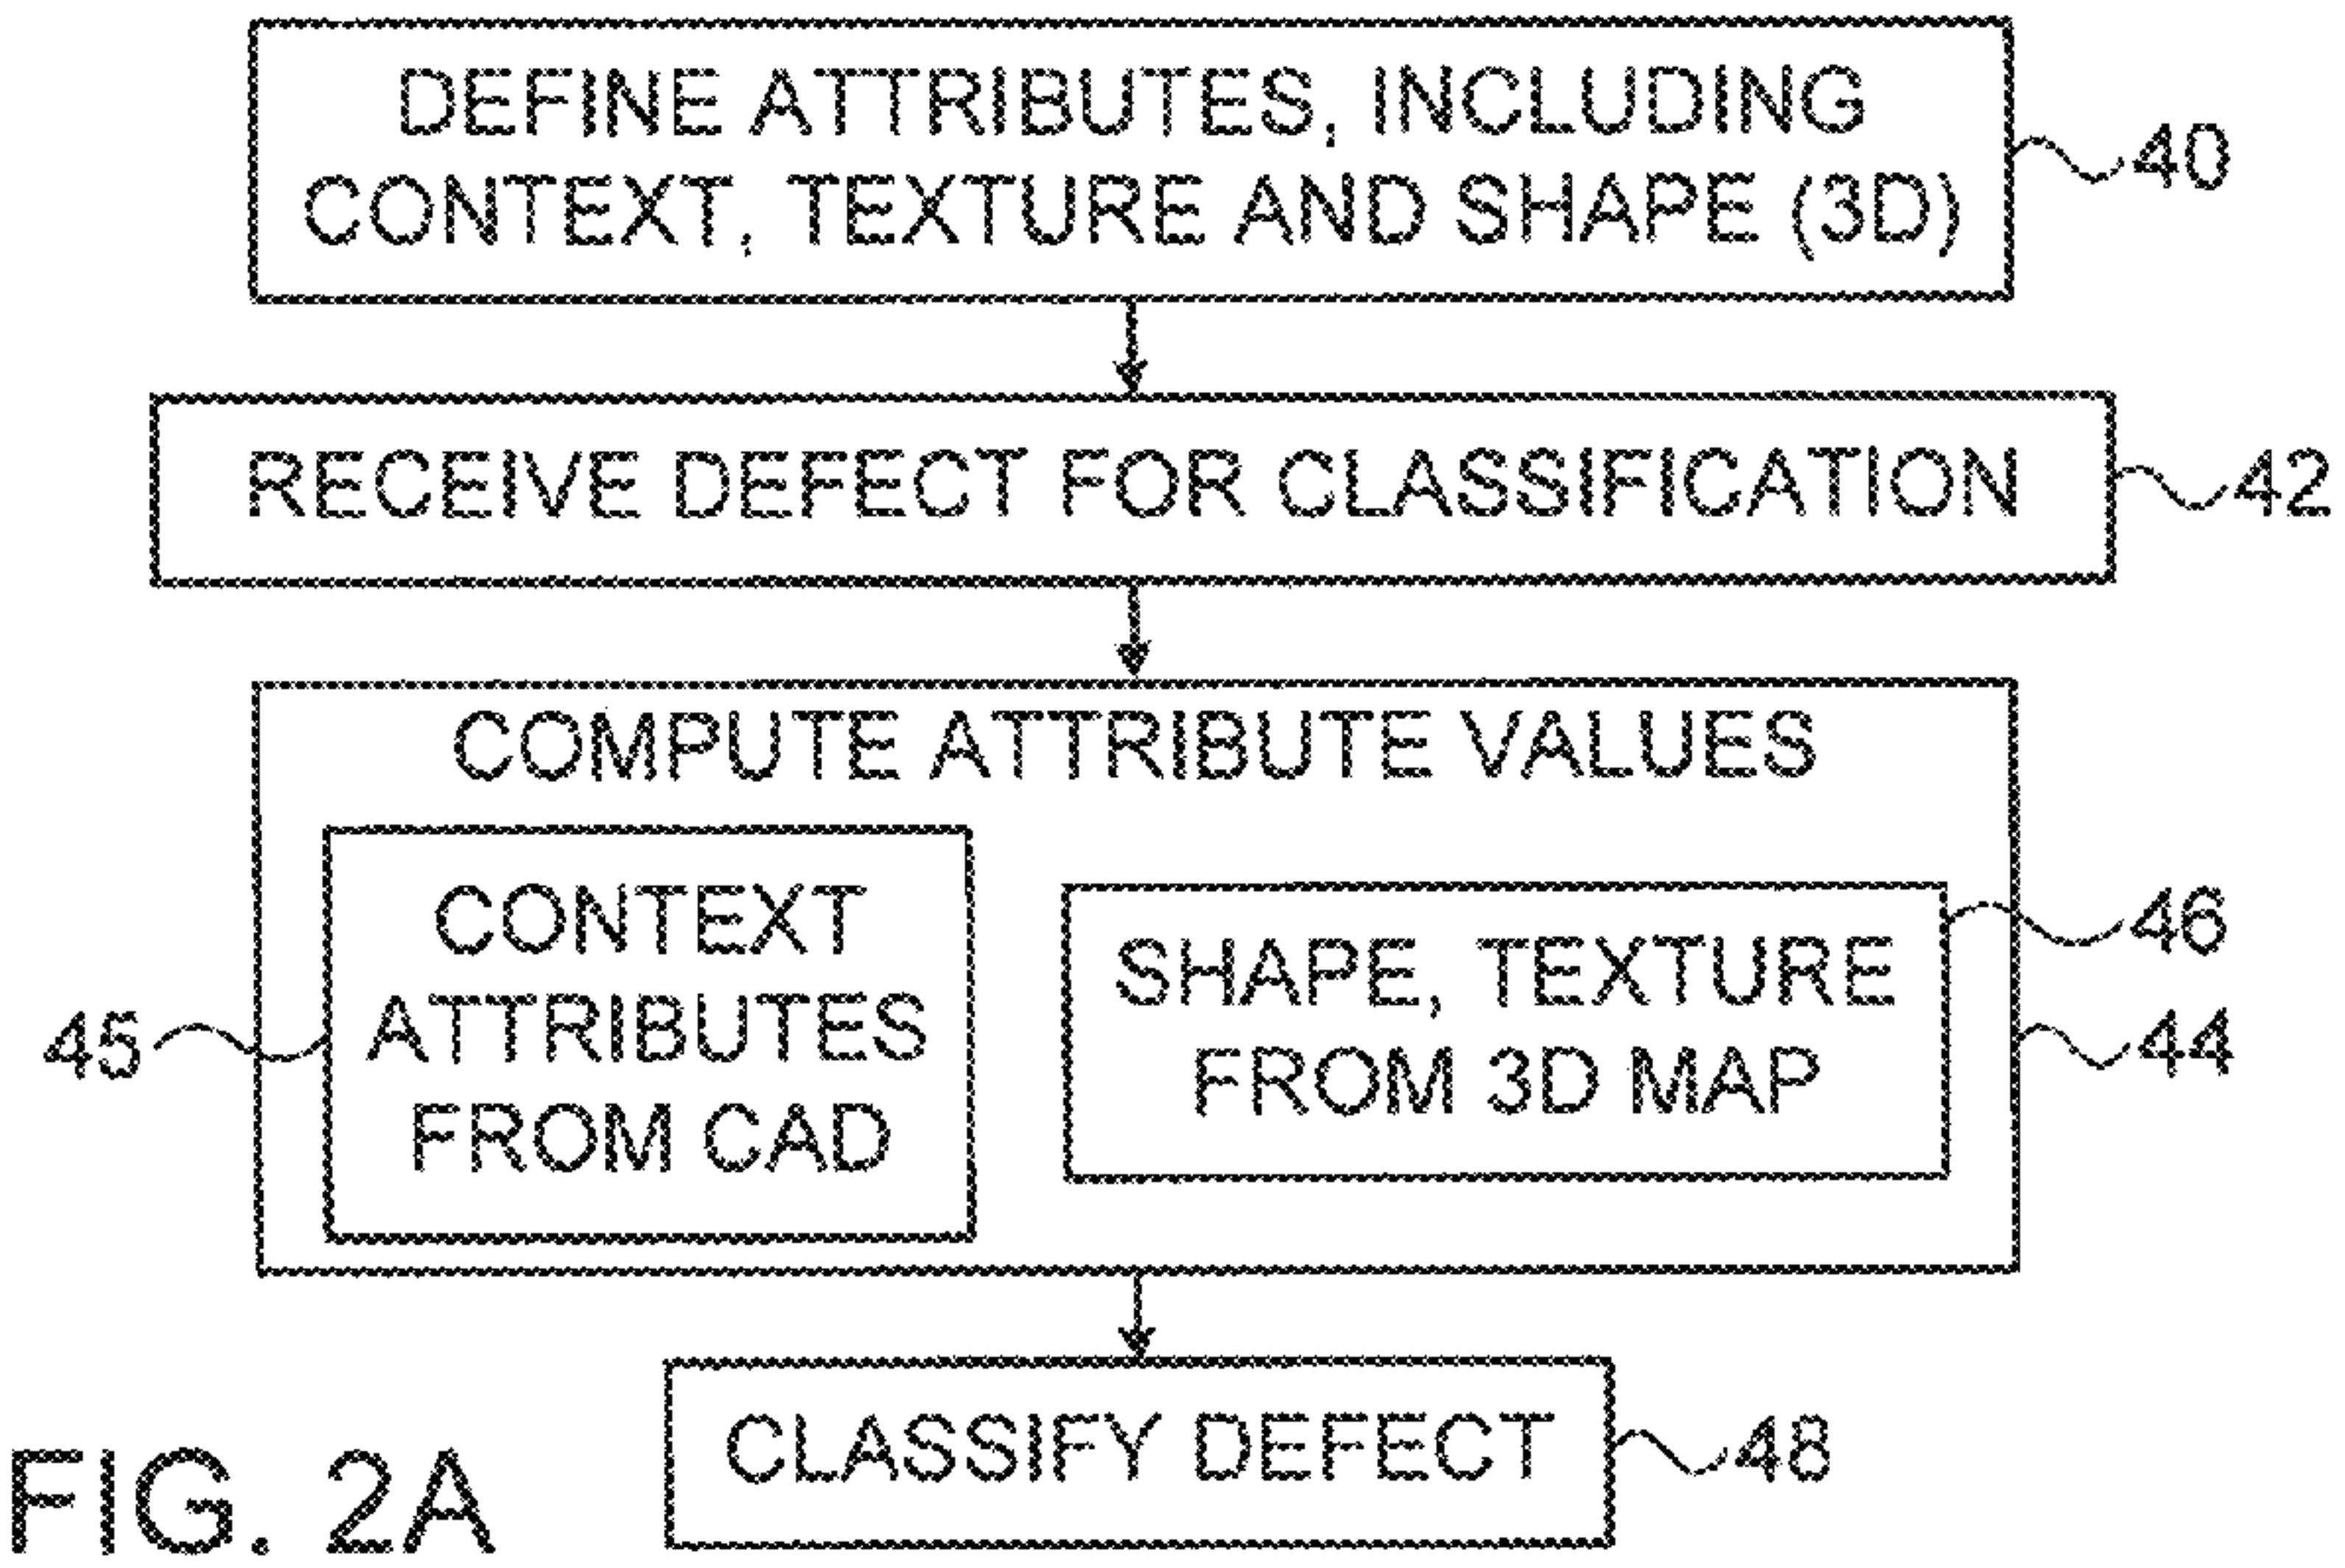 DEFINE ATTRIBUTES, INCLUDING
CONTEXT, TEXTURE AND SHAPE (3D)
40
RECEIVE DEFECT FOR CLASSIFICATION
42
COMPUTE ATTRIBUTE VALUES
CONTEXT
ATTRIBUTES
FROM CAD
45
SHAPE, TEXTURE
FROM 3D MAP
46
44
CLASSIFY DEFECT
48
FIG. 2A